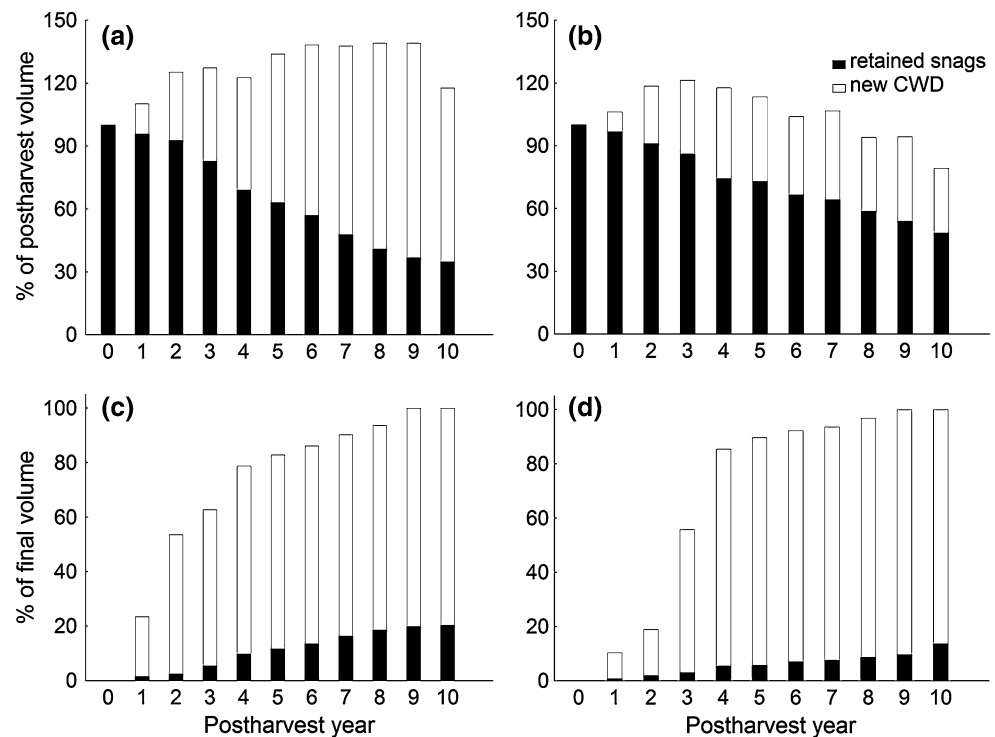 (a)
150
120
90
60
30
0
% of postharvest volume
0 1 2 3 4 5 6 7 8 9 10
(b)
retained snags
new CWD
150
120
90
60
30
0
0 1 2 3 4 5 6 7 8 9 10
(c)
100
80
60
40
20
0
% of final volume
0 1 2 3 4 5 6 7 8 9 10
Postharvest year
(d)
100
80
60
40
20
0
0 1 2 3 4 5 6 7 8 9 10
Postharvest year